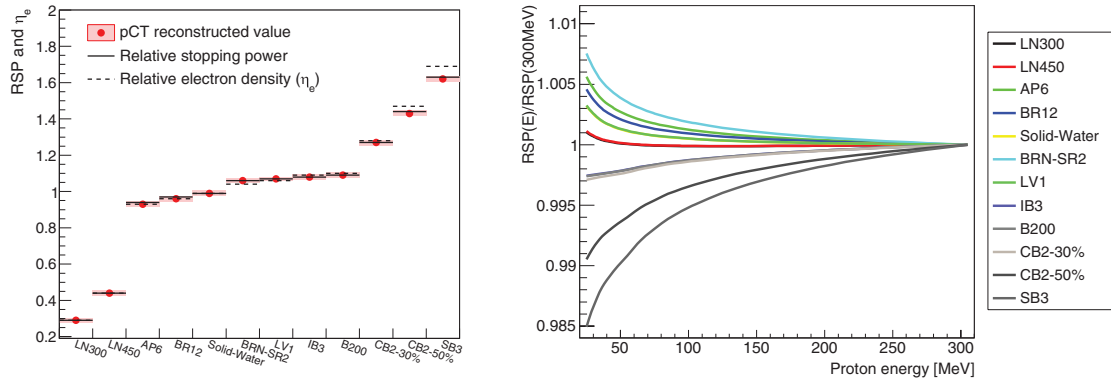 RSP and ηe
2
1.8
1.6
1.4
1.2
1
0.8
0.6
0.4
0.2
pCT reconstructed value
Relative stopping power
Relative electron density (ηe)
LN300
LN450
AP6
BR12
Solid-Water
BRN-SR2
LV1
IB3
B200
CB2-30%
CB2-50%
SB3
RSP(E)/RSP(300MeV)
1.01
1.005
1
0.995
0.99
0.985
50 100 150 200 250 300
Proton energy [MeV]
LN300
LN450
AP6
BR12
Solid-Water
BRN-SR2
LV1
IB3
B200
CB2-30%
CB2-50%
SB3